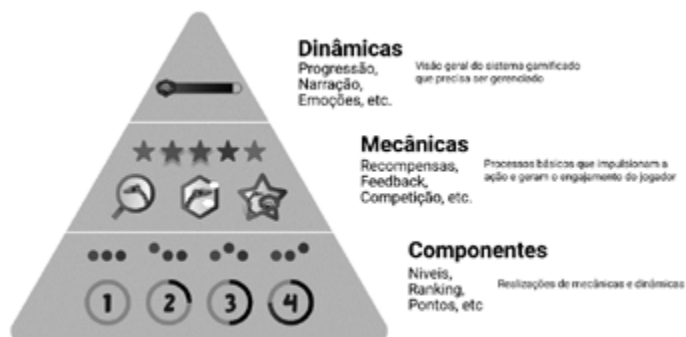 Dinâmicas
Progressão,
Narração,
Emoções, etc.
Visão geral do sistema gamificado
que precisa ser gerenciado
Mecânicas
Recompensas,
Feedback,
Competição, etc.
Processos básicos que impulsionam a
ação e geram o engajamento do jogador
Componentes
Níveis,
Ranking,
Pontos, etc
Realizações de mecânicas e dinâmicas
1 2 3 4